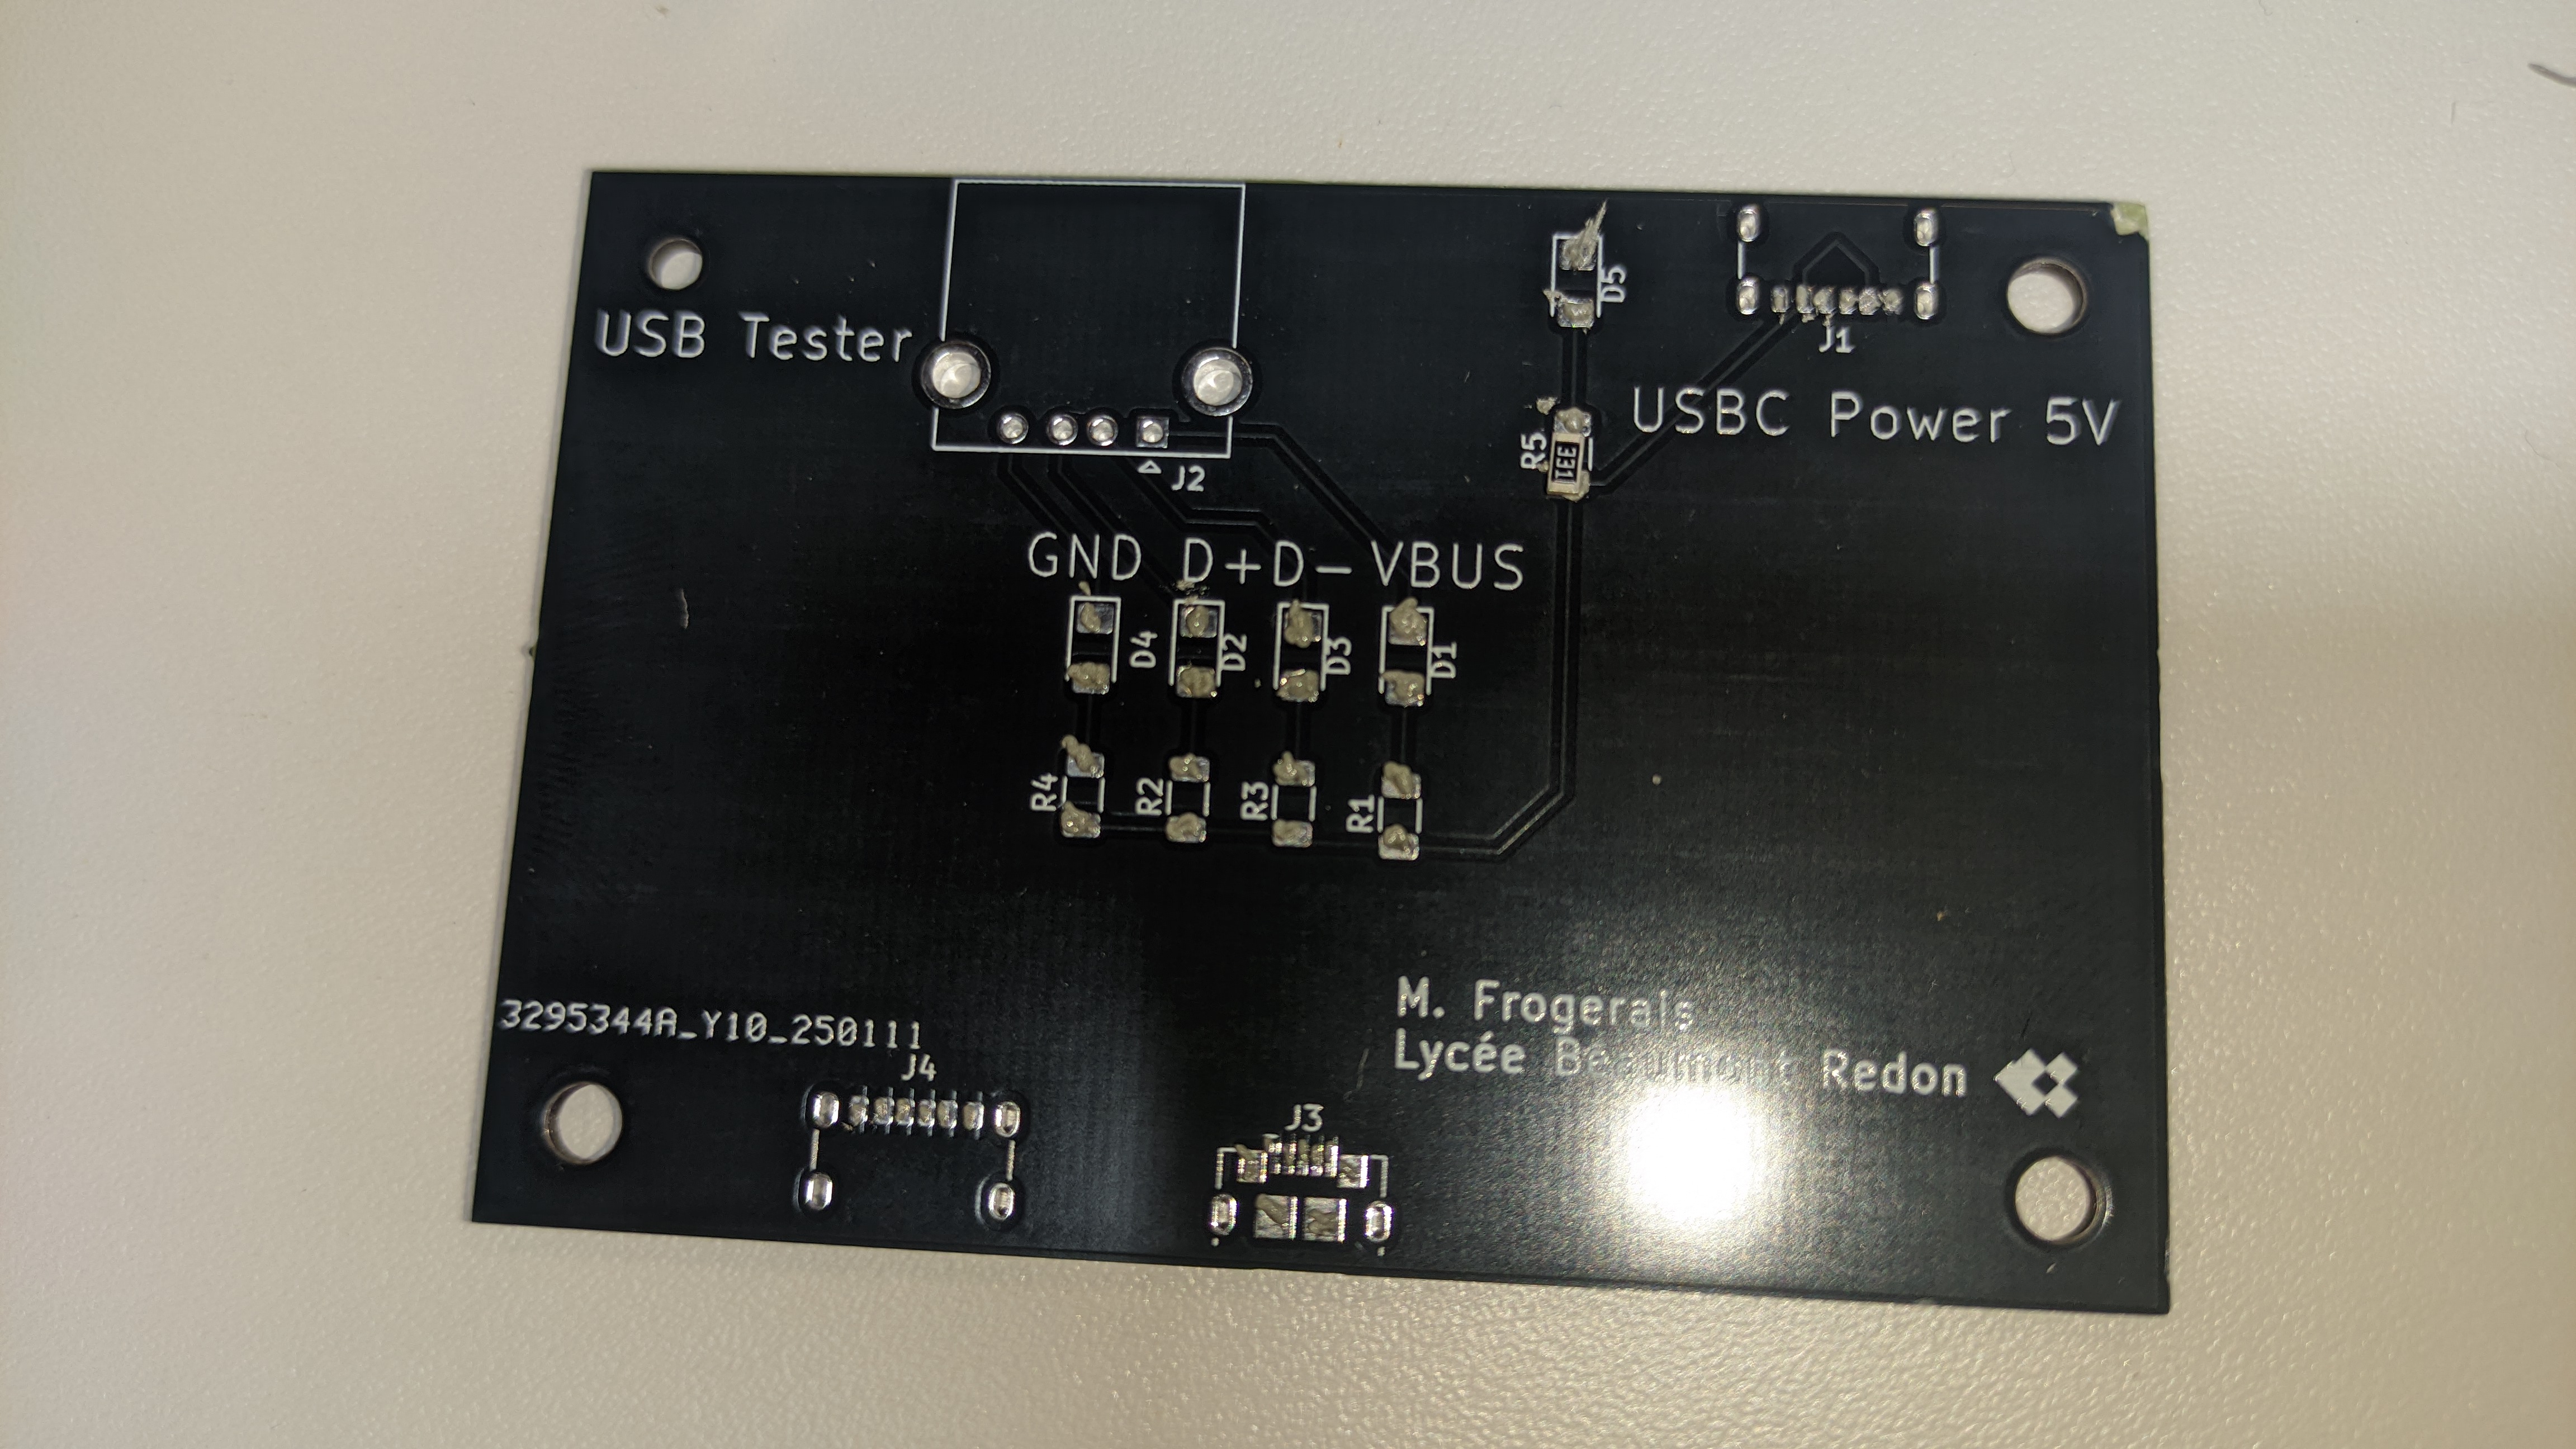 D5
USB Tester
J1
USBC Power 5V
R5
331
J2
GND D+ D- VBUS
D4 D2 D3 D1
R4 R2 R3 R1
3295344A_Y10_250111
M. Frogerais
Lycée Beaumont Redon
J4
J3